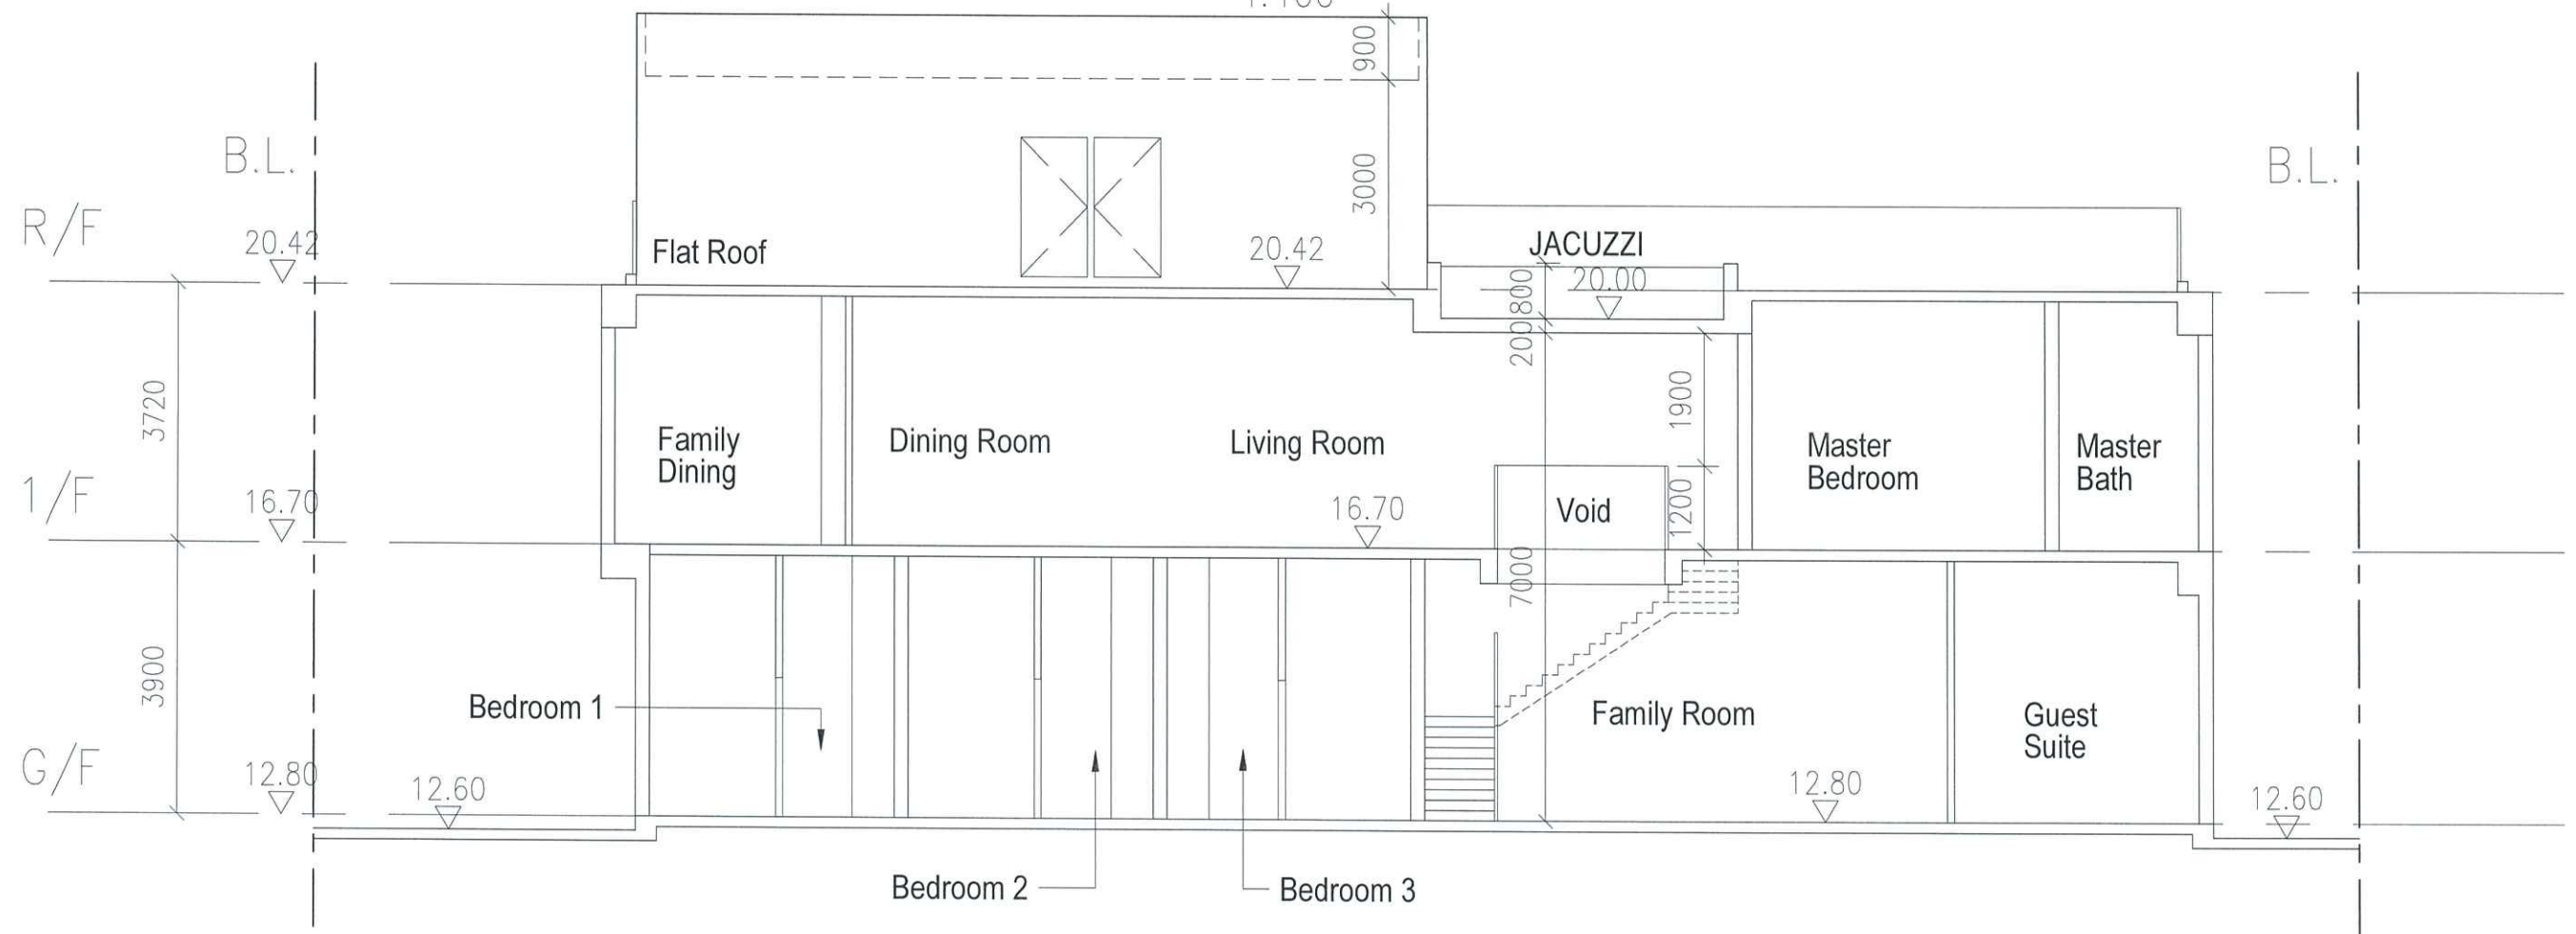 900
B.L.
B.L.
3000
R/F
20.42
Flat Roof
20.42
JACUZZI
20.00
800
200
3720
1900
Family
Dining
Dining Room
Living Room
Master
Bedroom
Master
Bath
1/F
16.70
16.70
Void
1200
7000
3900
Bedroom 1
Family Room
Guest
Suite
G/F
12.80
12.60
12.80
12.60
Bedroom 2
Bedroom 3